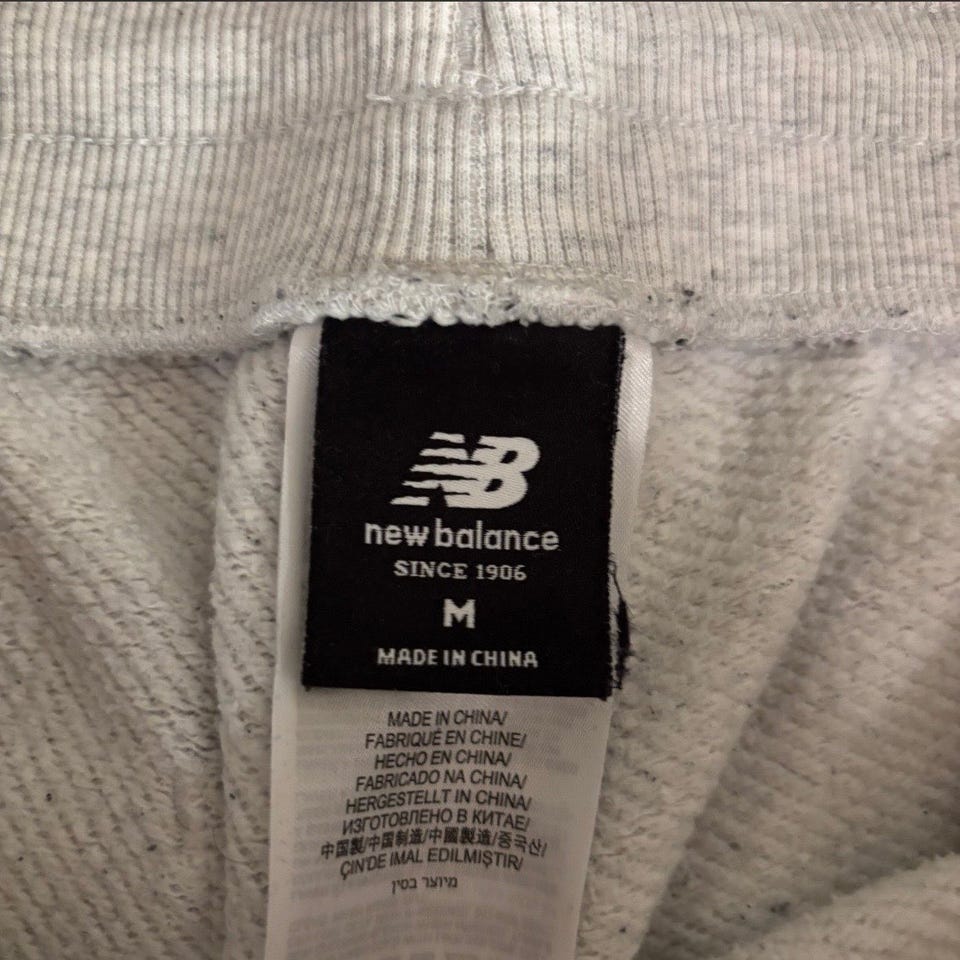 NB
new balance
SINCE 1906
M
MADE IN CHINA
MADE IN CHINA/
FABRIQUÉ EN CHINE/
HECHO EN CHINA/
FABRICADO NA CHINA/
HERGESTELLT IN CHINA/
ИЗГОТОВЛЕНО В КИТАЕ/
中国製/中国制造/中國製造/중국산/
ÇIN'DE IMAL EDILMIŞTIR/
מיוצר בסין